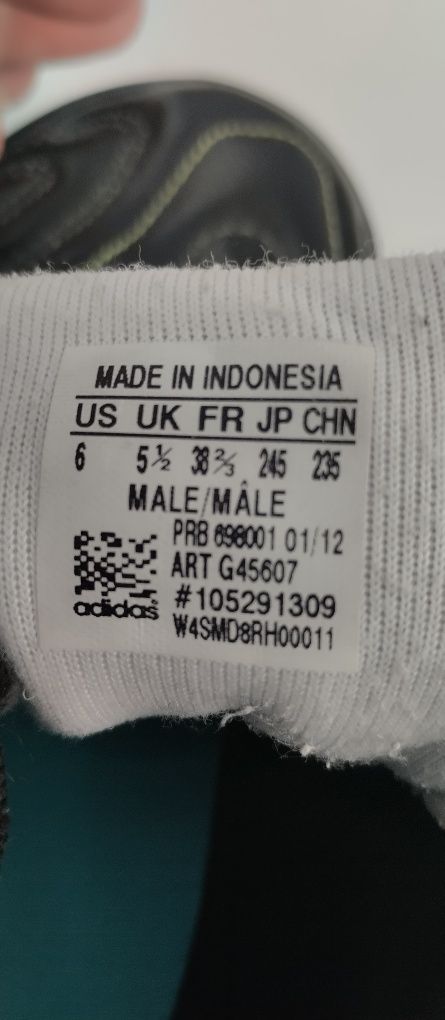 MADE IN INDONESIA
US UK FR JP CHN
6 5½ 38⅔ 245 235
MALE/MÂLE
PRB 698001 01/12
ART G45607
adidas #105291309
W4SMD8RH00011